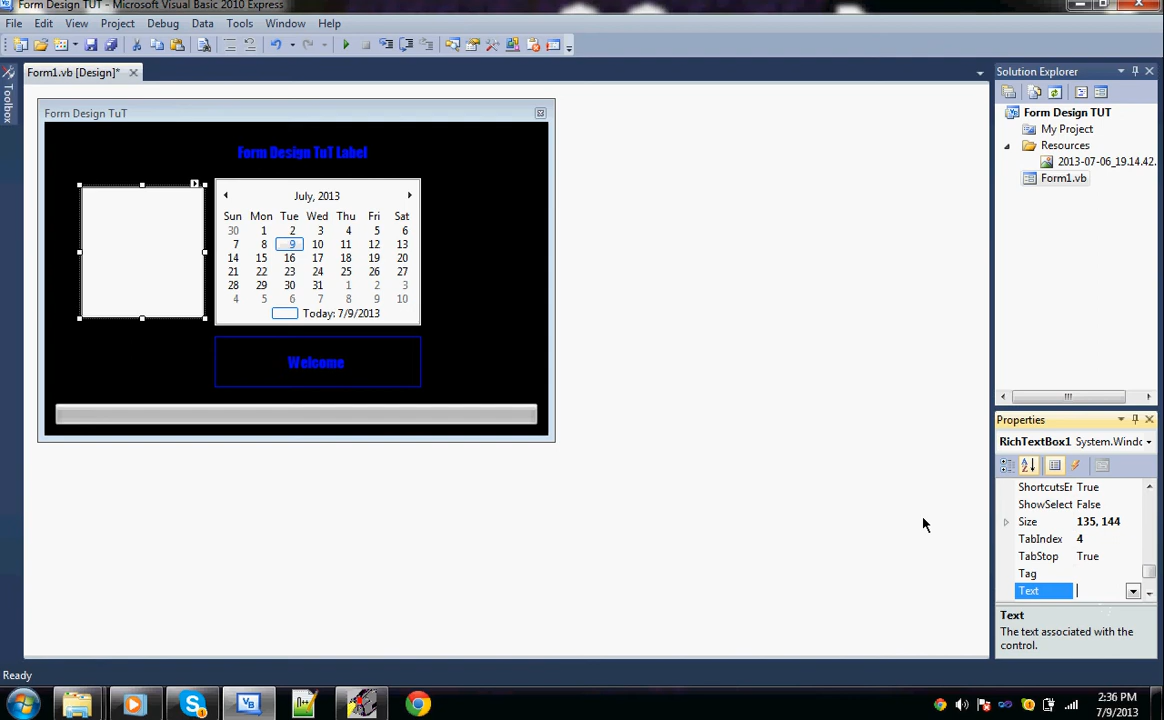 Form Design TUT - Microsoft Visual Basic 2010 Express
File Edit View Project Debug Data Tools Window Help
Form1.vb [Design]*
Toolbox
Form Design TuT
Form Design TuT Label
July, 2013
Sun Mon Tue Wed Thu Fri Sat
30 1 2 3 4 5 6
7 8 9 10 11 12 13
14 15 16 17 18 19 20
21 22 23 24 25 26 27
28 29 30 31 1 2 3
4 5 6 7 8 9 10
Today: 7/9/2013
Welcome
Solution Explorer
Form Design TUT
My Project
Resources
2013-07-06_19.14.42.
Form1.vb
Properties
RichTextBox1 System.Windo
ShortcutsEr True
ShowSelect False
Size 135, 144
TabIndex 4
TabStop True
Tag
Text
Text
The text associated with the
control.
Ready
2:36 PM
7/9/2013